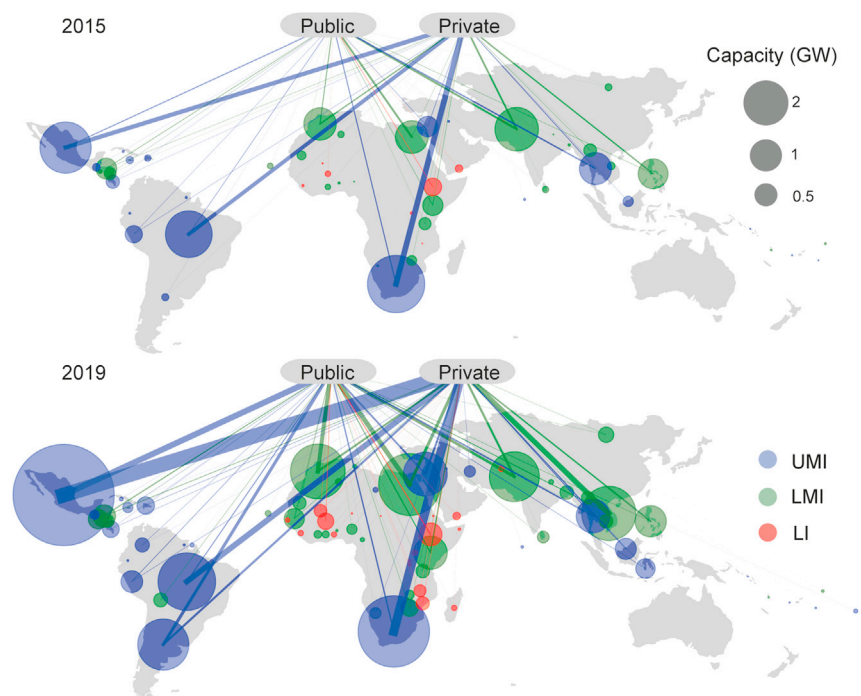 2015
Public
Private
Capacity (GW)
2
1
0.5
2019
Public
Private
UMI
LMI
LI